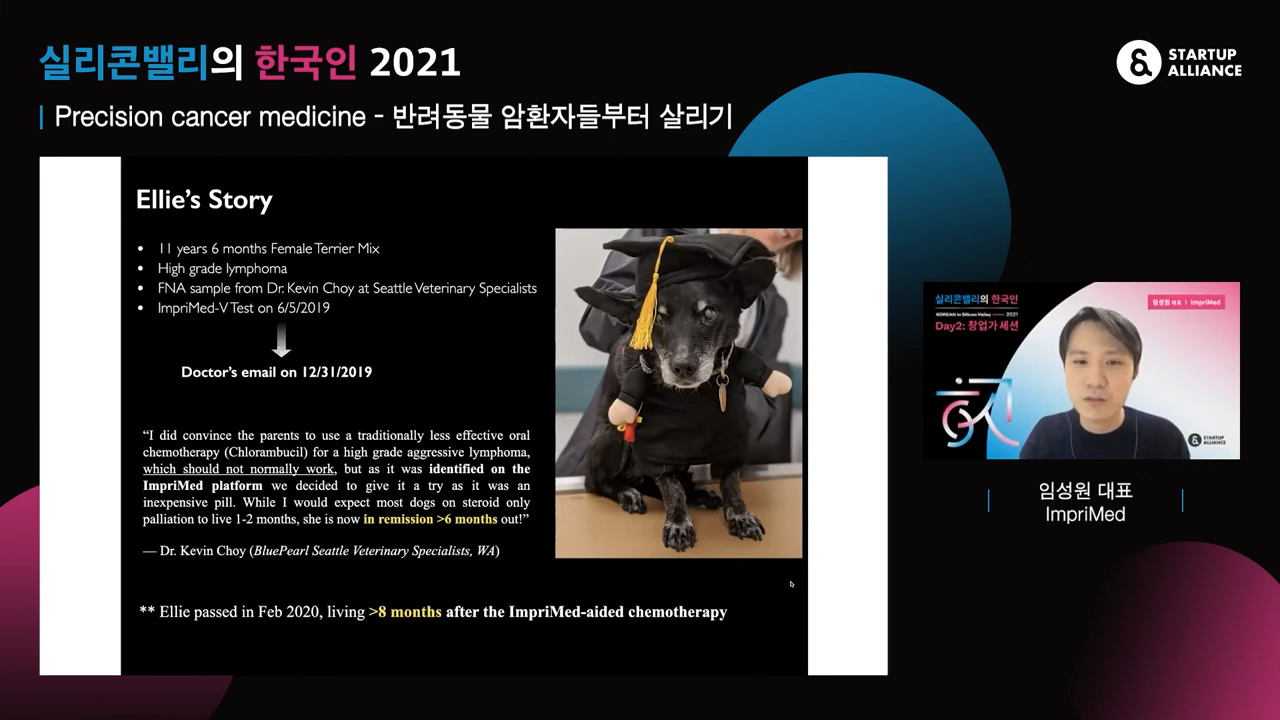 실리콘밸리의 한국인 2021
STARTUP
ALLIANCE
Precision cancer medicine - 반려동물 암환자들부터 살리기
Ellie's Story
• 11 years 6 months Female Terrier Mix
• High grade lymphoma
• FNA sample from Dr. Kevin Choy at Seattle Veterinary Specialists
• ImpriMed-V Test on 6/5/2019
Doctor's email on 12/31/2019
“I did convince the parents to use a traditionally less effective oral
chemotherapy (Chlorambucil) for a high grade aggressive lymphoma,
which should not normally work, but as it was identified on the
ImpriMed platform we decided to give it a try as it was an
inexpensive pill. While I would expect most dogs on steroid only
palliation to live 1-2 months, she is now in remission >6 months out!”
— Dr. Kevin Choy (BluePearl Seattle Veterinary Specialists, WA)
** Ellie passed in Feb 2020, living >8 months after the ImpriMed-aided chemotherapy
실리콘밸리의 한국인
KOREAN in Silicon Valley 2021
Day2: 창업가 세션
임성원 대표 | ImpriMed
STARTUP
ALLIANCE
임성원 대표
ImpriMed